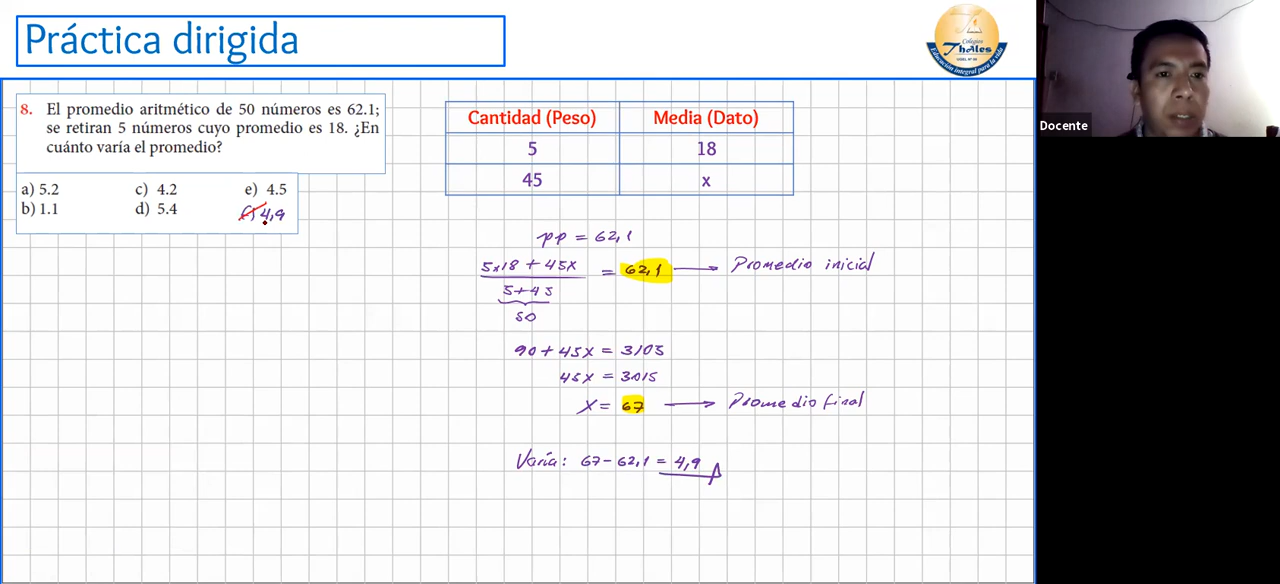 Práctica dirigida
Colegios
Thales
UGEL N° 06
Educación integral para la vida
Docente
8. El promedio aritmético de 50 números es 62.1;
se retiran 5 números cuyo promedio es 18. ¿En
cuánto varía el promedio?
a) 5.2 c) 4.2 e) 4.5
b) 1.1 d) 5.4 f) 4,9
Cantidad (Peso) Media (Dato)
5 18
45 x
pp = 62,1
5x18 + 45x
5+45
50
= 62,1 → Promedio inicial
90 + 45x = 3105
45x = 3015
x = 67 → Promedio final
Varía: 67 - 62,1 = 4,9